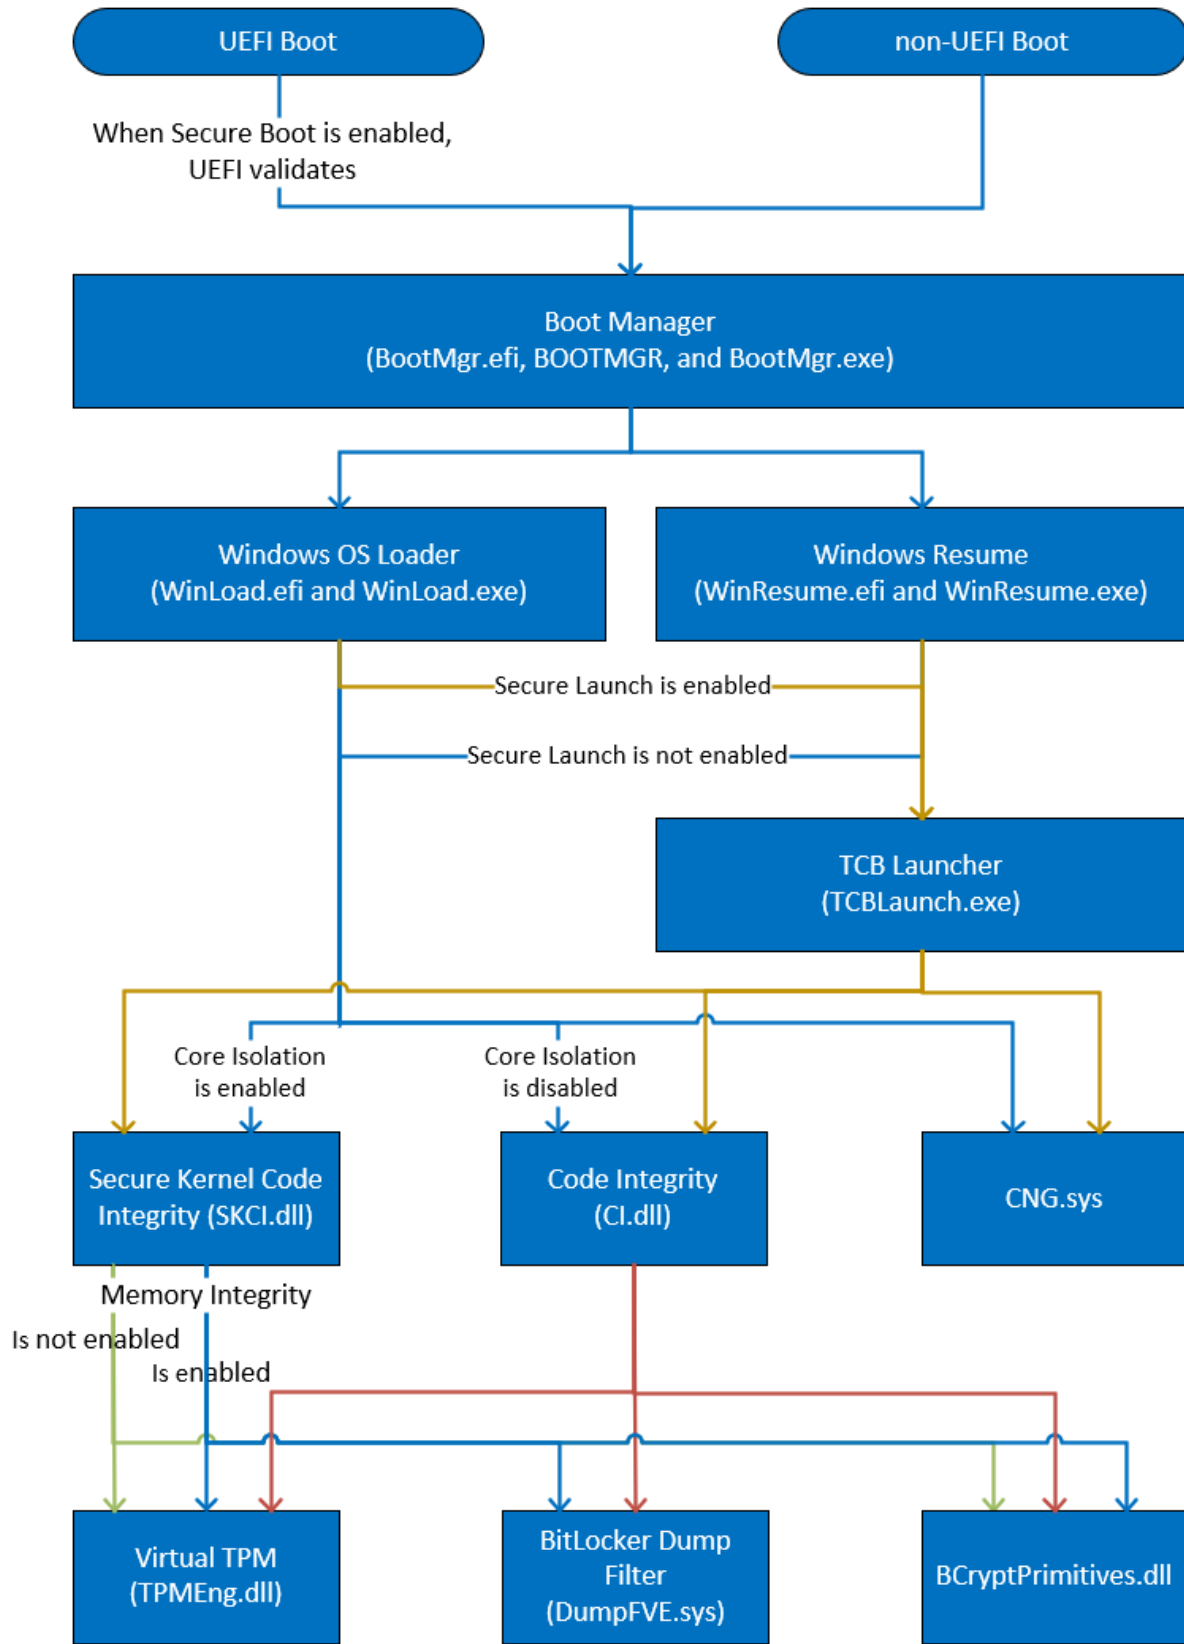 UEFI Boot
non-UEFI Boot
When Secure Boot is enabled,
UEFI validates
Boot Manager
(BootMgr.efi, BOOTMGR, and BootMgr.exe)
Windows OS Loader
(WinLoad.efi and WinLoad.exe)
Windows Resume
(WinResume.efi and WinResume.exe)
Secure Launch is enabled
Secure Launch is not enabled
TCB Launcher
(TCBLaunch.exe)
Core Isolation
is enabled
Core Isolation
is disabled
Secure Kernel Code
Integrity (SKCI.dll)
Code Integrity
(CI.dll)
CNG.sys
Memory Integrity
Is not enabled
Is enabled
Virtual TPM
(TPMEng.dll)
BitLocker Dump
Filter
(DumpFVE.sys)
BCryptPrimitives.dll